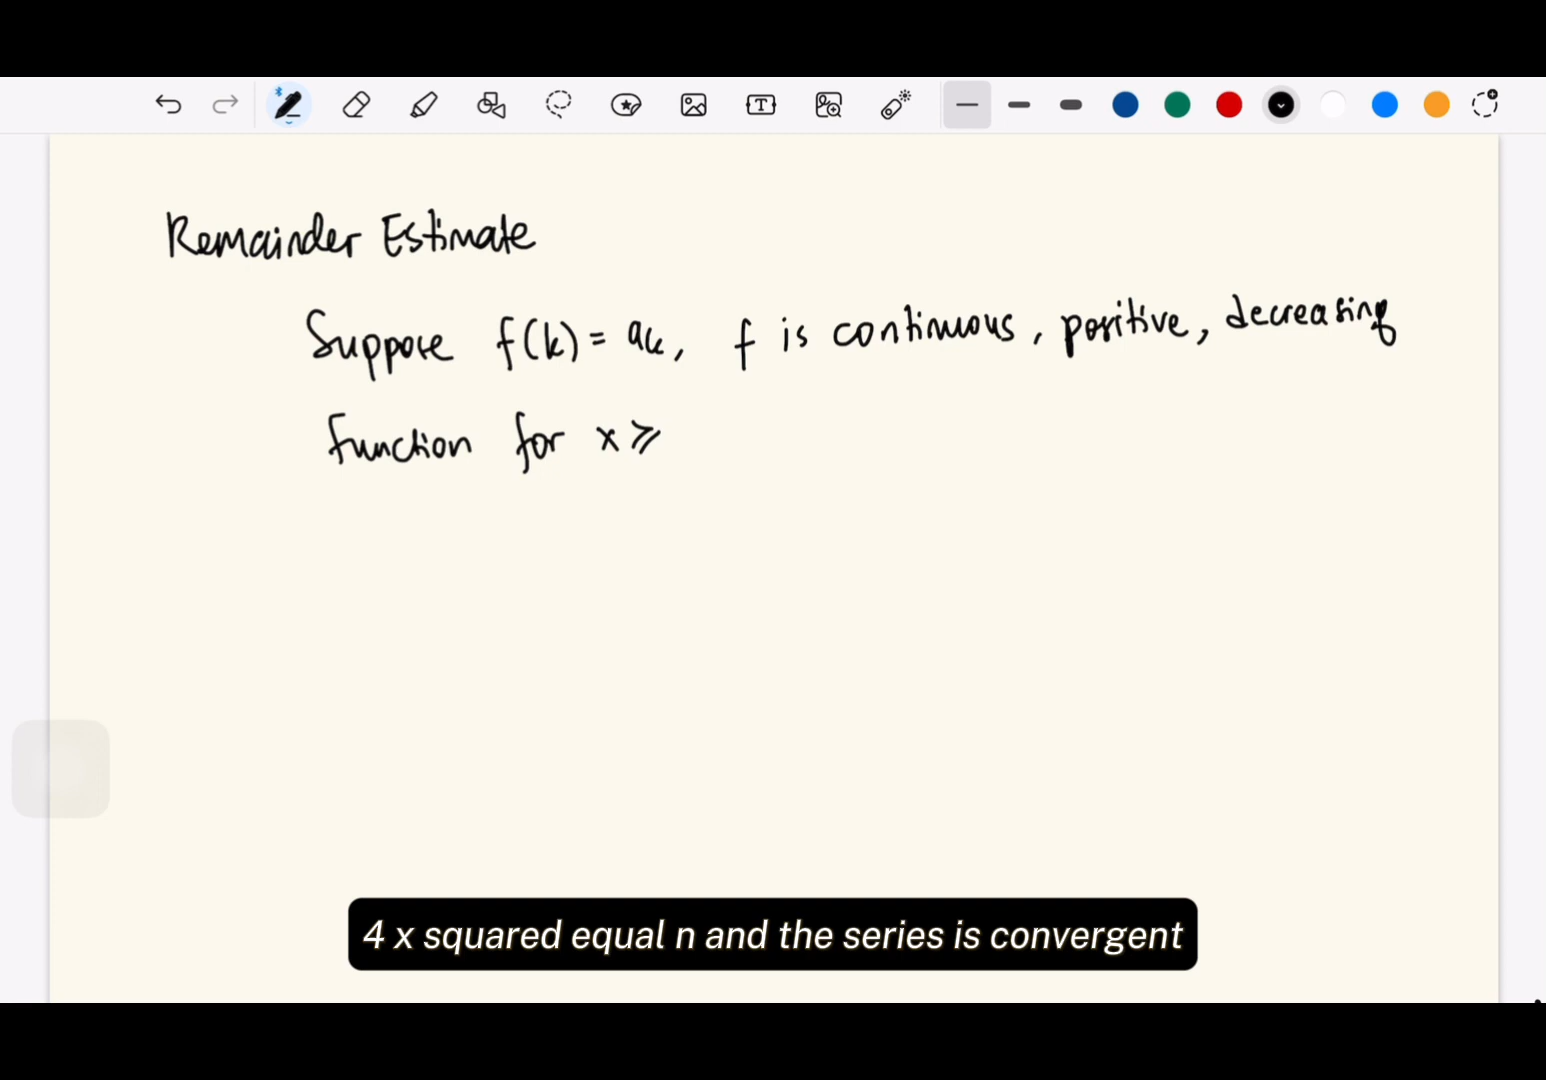 Remainder Estimate
Suppose f(k) = ak, f is continuous, positive, decreasing
function for x ≥
4 x squared equal n and the series is convergent